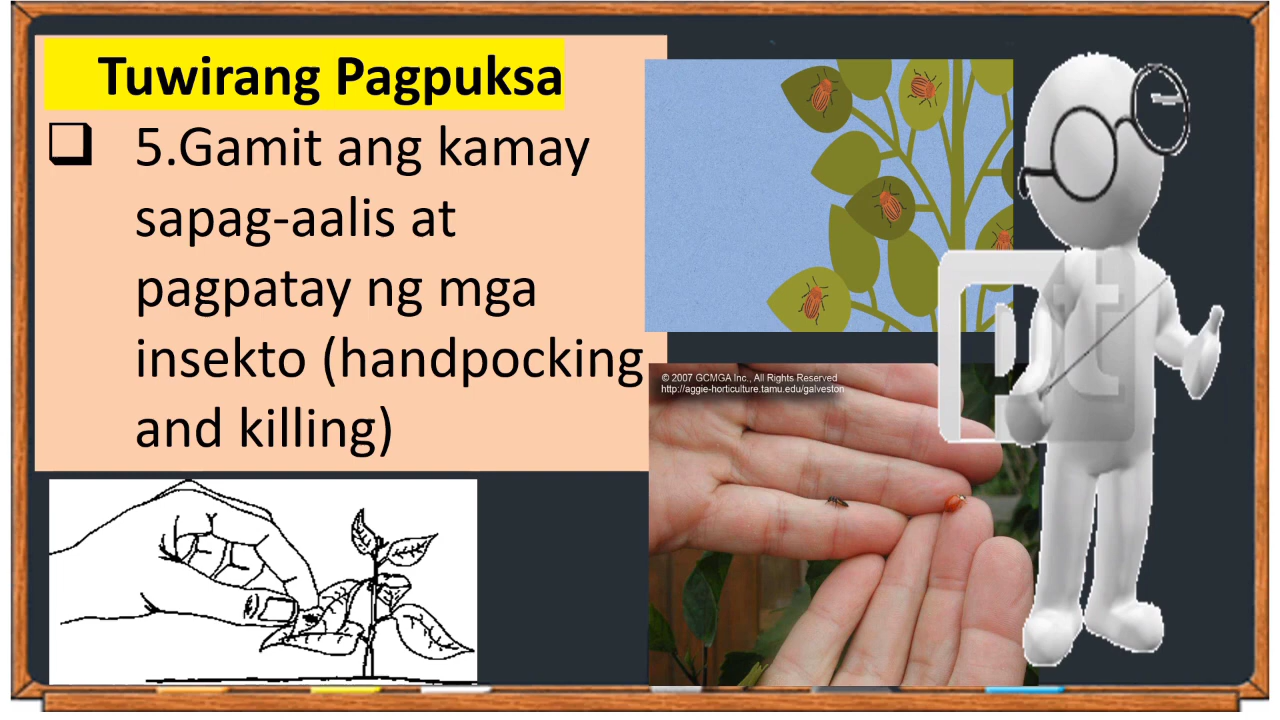 Tuwirang Pagpuksa
❑ 5.Gamit ang kamay
sapag-aalis at
pagpatay ng mga
insekto (handpocking
and killing)
© 2007 GCMGA Inc., All Rights Reserved
http://aggie-horticulture.tamu.edu/galveston